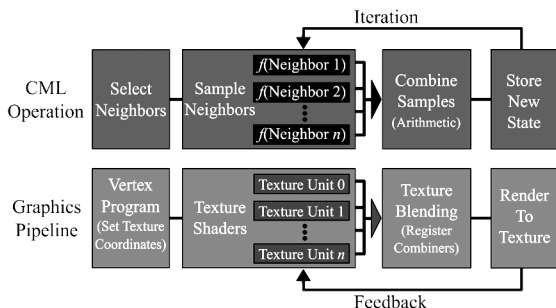 Iteration
CML
Operation
Select
Neighbors
Sample
Neighbors
f(Neighbor 1)
f(Neighbor 2)
f(Neighbor n)
Combine
Samples
(Arithmetic)
Store
New
State
Graphics
Pipeline
Vertex
Program
(Set Texture
Coordinates)
Texture
Shaders
Texture Unit 0
Texture Unit 1
Texture Unit n
Texture
Blending
(Register
Combiners)
Render
To
Texture
Feedback